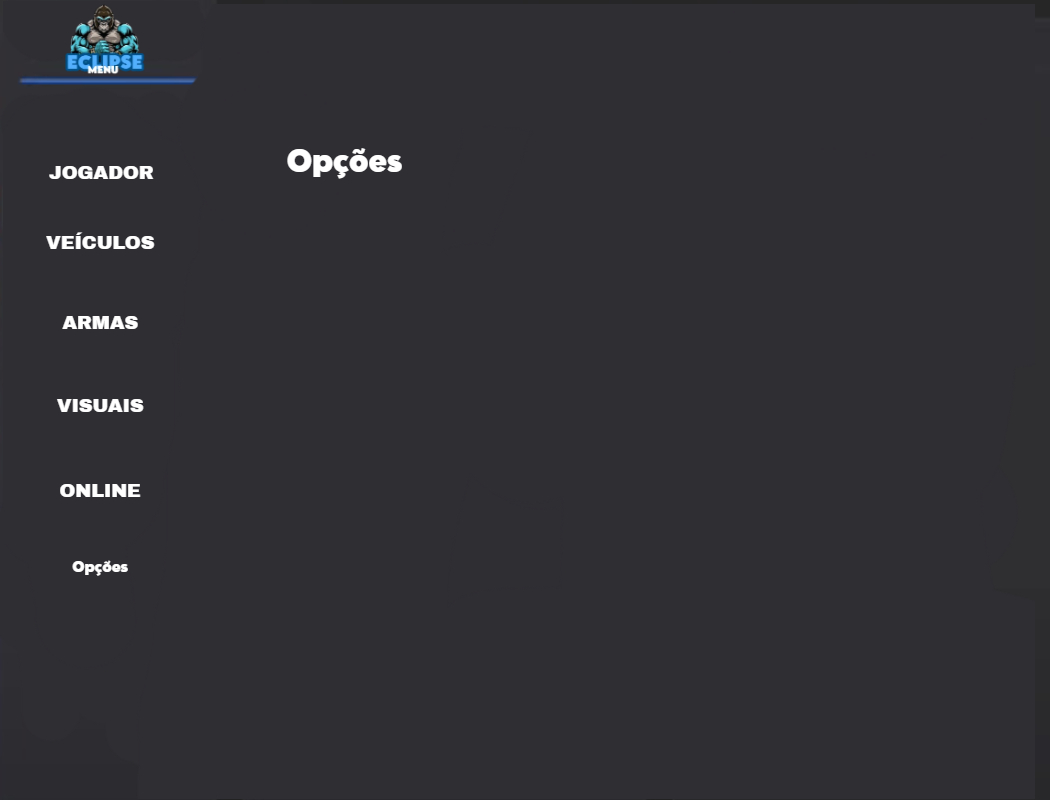 ECLIPSE
MENU
JOGADOR
VEÍCULOS
ARMAS
VISUAIS
ONLINE
Opções
Opções